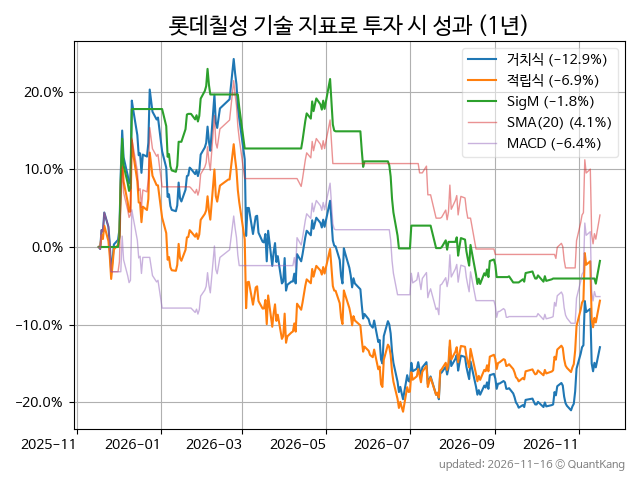 롯데칠성 기술 지표로 투자 시 성과 (1년)
거치식 (−12.9%)
적립식 (−6.9%)
SigM (−1.8%)
SMA(20) (4.1%)
MACD (−6.4%)
20.0%
10.0%
0.0%
−10.0%
−20.0%
2025-11 2026-01 2026-03 2026-05 2026-07 2026-09 2026-11
updated: 2026-11-16 © QuantKang